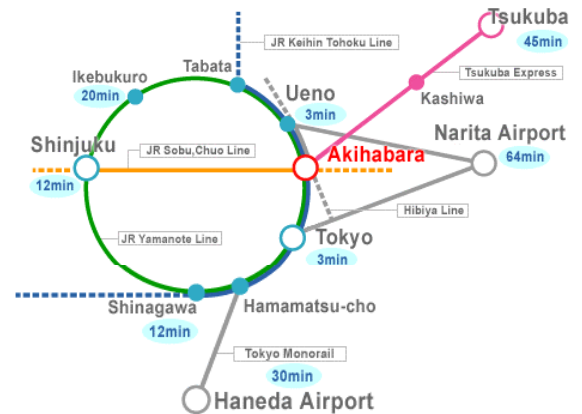 Tsukuba
45min
JR Keihin Tohoku Line
Tabata
Tsukuba Express
Ikebukuro
20min
Ueno
3min
Kashiwa
Narita Airport
64min
Shinjuku
12min
JR Sobu,Chuo Line
Akihabara
Hibiya Line
JR Yamanote Line
Tokyo
3min
Shinagawa
12min
Hamamatsu-cho
Tokyo Monorail
30min
Haneda Airport